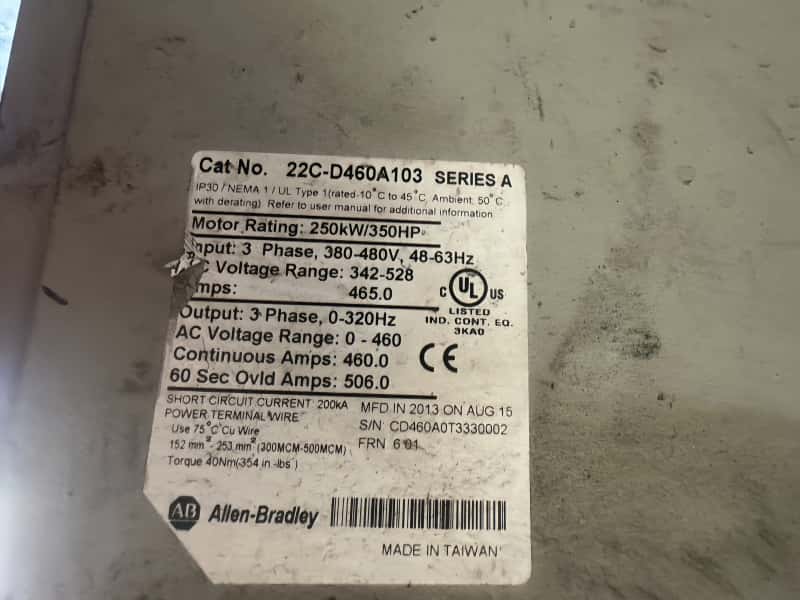 Cat No. 22C-D460A103 SERIES A
IP30 / NEMA 1 / UL Type 1(rated-10°C to 45°C, Ambient, 50°C,
with derating) Refer to user manual for additional information
Motor Rating: 250kW/350HP
nput: 3 Phase, 380-480V, 48-63Hz
C Voltage Range: 342-528
mps: 465.0
Output: 3 Phase, 0-320Hz
AC Voltage Range: 0 - 460
Continuous Amps: 460.0
60 Sec Ovld Amps: 506.0
C UL US
LISTED
IND. CONT. EQ.
3KA0
CE
SHORT CIRCUIT CURRENT: 200kA
POWER TERMINAL WIRE
Use 75°C Cu Wire
152 mm² - 253 mm² (300MCM-500MCM)
Torque 40Nm(354 in -lbs )
MFD IN 2013 ON AUG 15
S/N: CD460A0T3330002
FRN 6.01
AB Allen-Bradley
MADE IN TAIWAN